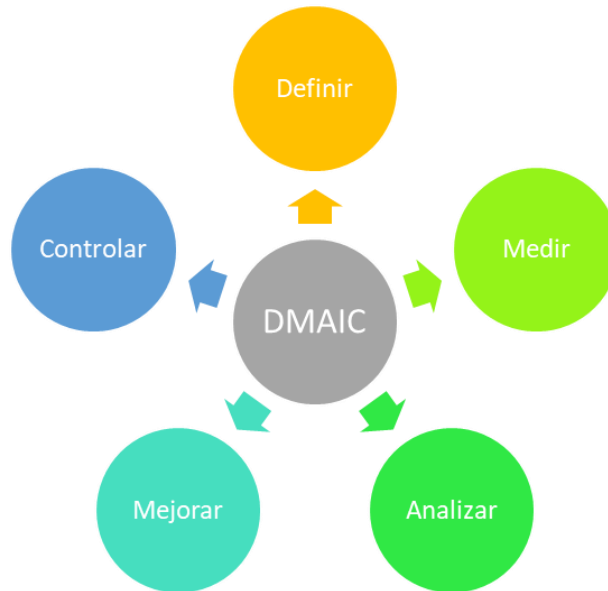 Definir
Controlar
Medir
DMAIC
Mejorar
Analizar